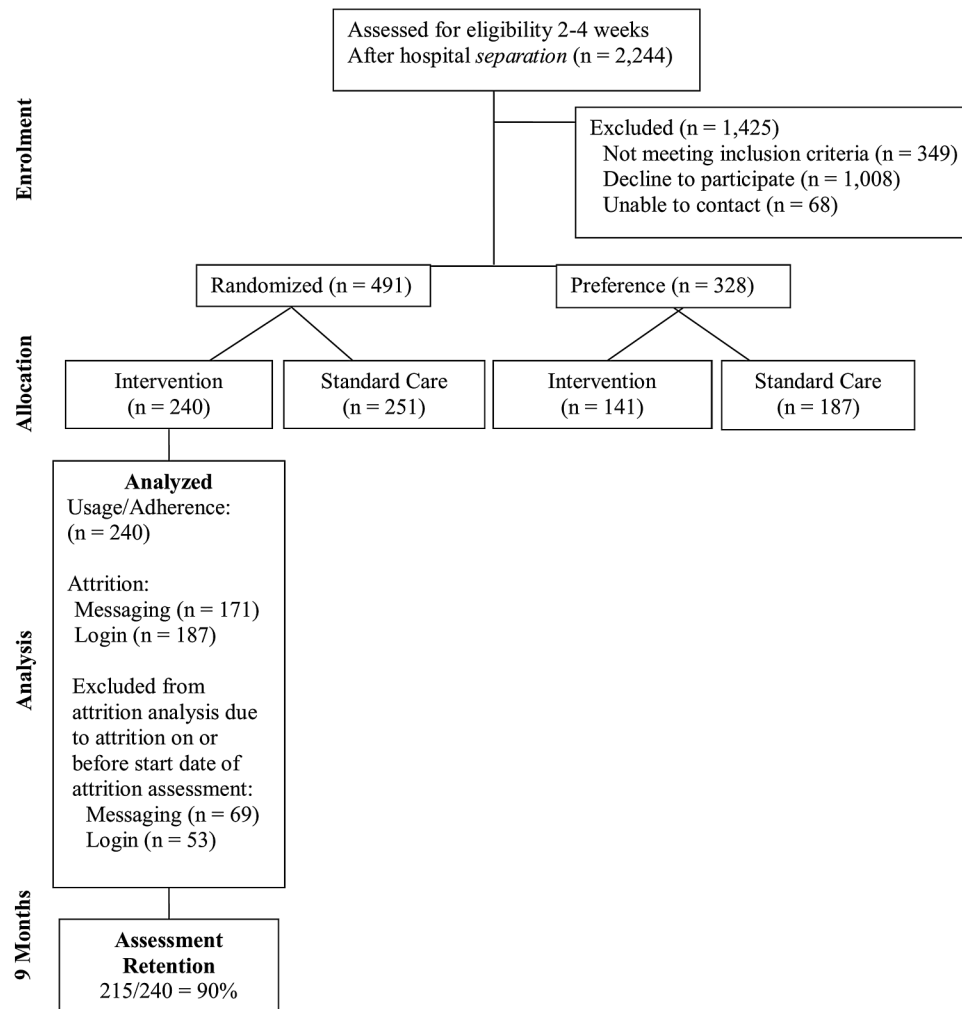 Assessed for eligibility 2-4 weeks
After hospital separation (n = 2,244)
Enrolment
Excluded (n = 1,425)
Not meeting inclusion criteria (n = 349)
Decline to participate (n = 1,008)
Unable to contact (n = 68)
Randomized (n = 491)
Preference (n = 328)
Allocation
Intervention
(n = 240)
Standard Care
(n = 251)
Intervention
(n = 141)
Standard Care
(n = 187)
Analysis
Analyzed
Usage/Adherence:
(n = 240)
Attrition:
Messaging (n = 171)
Login (n = 187)
Excluded from
attrition analysis due
to attrition on or
before start date of
attrition assessment:
Messaging (n = 69)
Login (n = 53)
9 Months
Assessment
Retention
215/240 = 90%